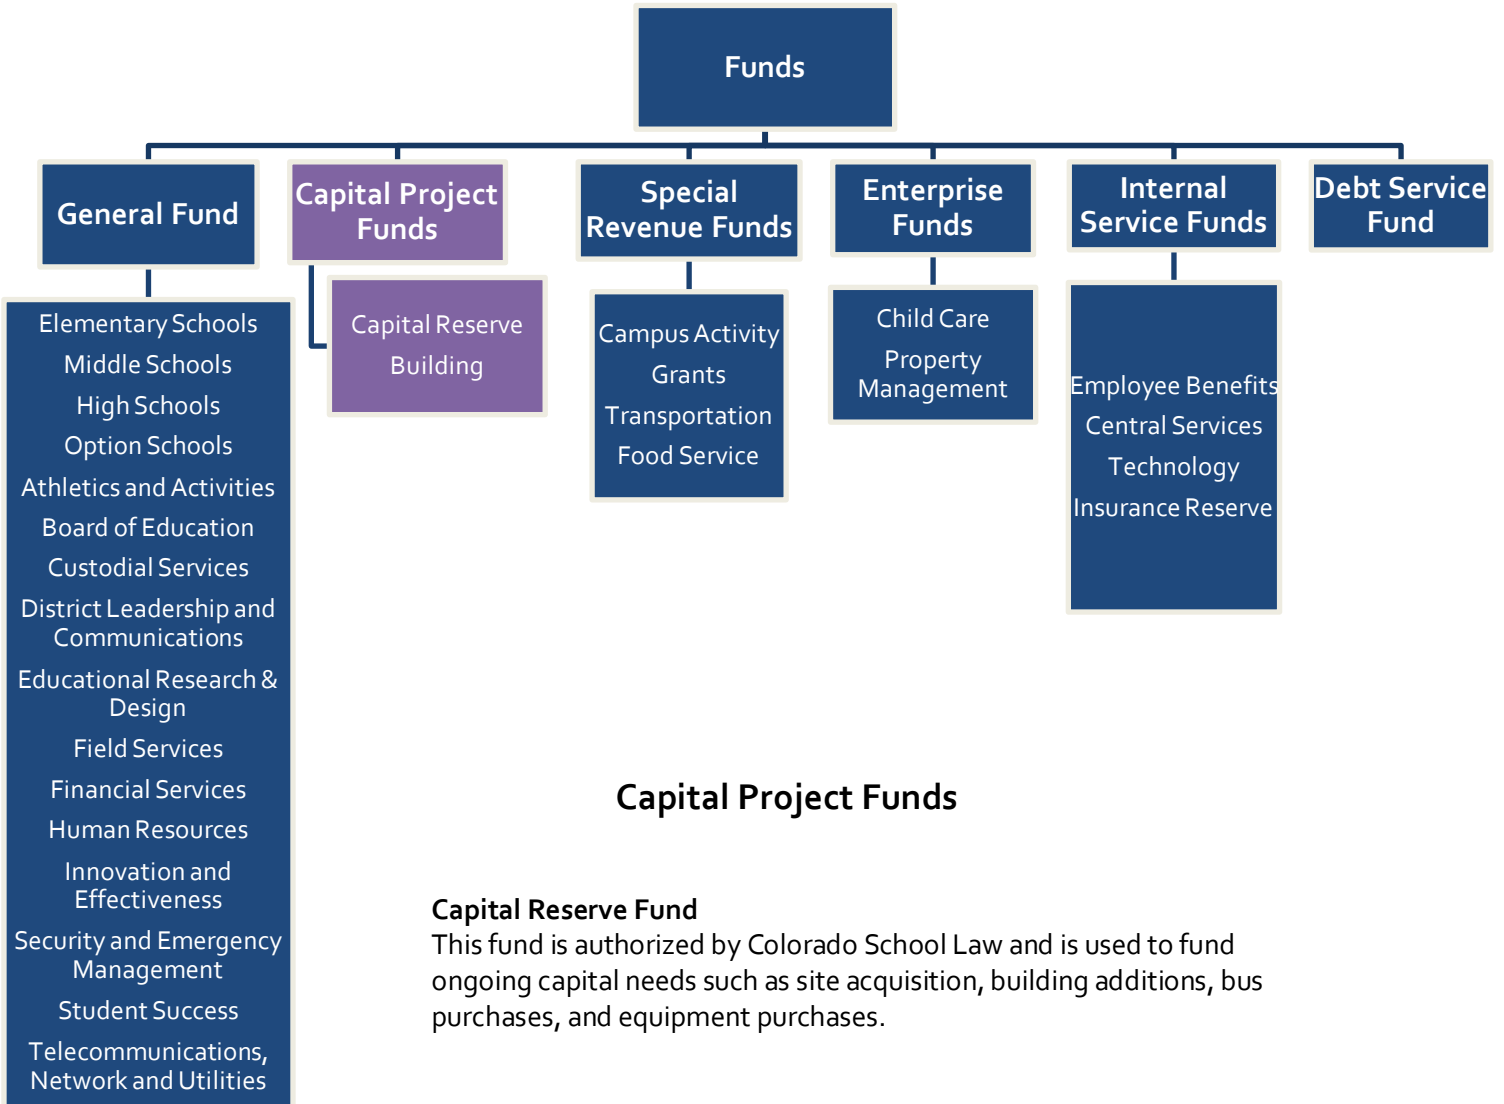 Funds
General Fund
Capital Project
Funds
Special
Revenue Funds
Enterprise
Funds
Internal
Service Funds
Debt Service
Fund
Elementary Schools
Middle Schools
High Schools
Option Schools
Athletics and Activities
Board of Education
Custodial Services
District Leadership and
Communications
Educational Research &
Design
Field Services
Financial Services
Human Resources
Innovation and
Effectiveness
Security and Emergency
Management
Student Success
Telecommunications,
Network and Utilities
Capital Reserve
Building
Campus Activity
Grants
Transportation
Food Service
Child Care
Property
Management
Employee Benefits
Central Services
Technology
Insurance Reserve
Capital Project Funds
Capital Reserve Fund
This fund is authorized by Colorado School Law and is used to fund
ongoing capital needs such as site acquisition, building additions, bus
purchases, and equipment purchases.